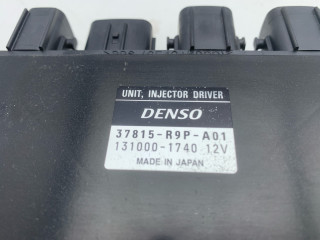 UNIT, INJECTOR DRIVER
DENSO
37815-R9P-A01
131000-1740 12V
MADE IN JAPAN